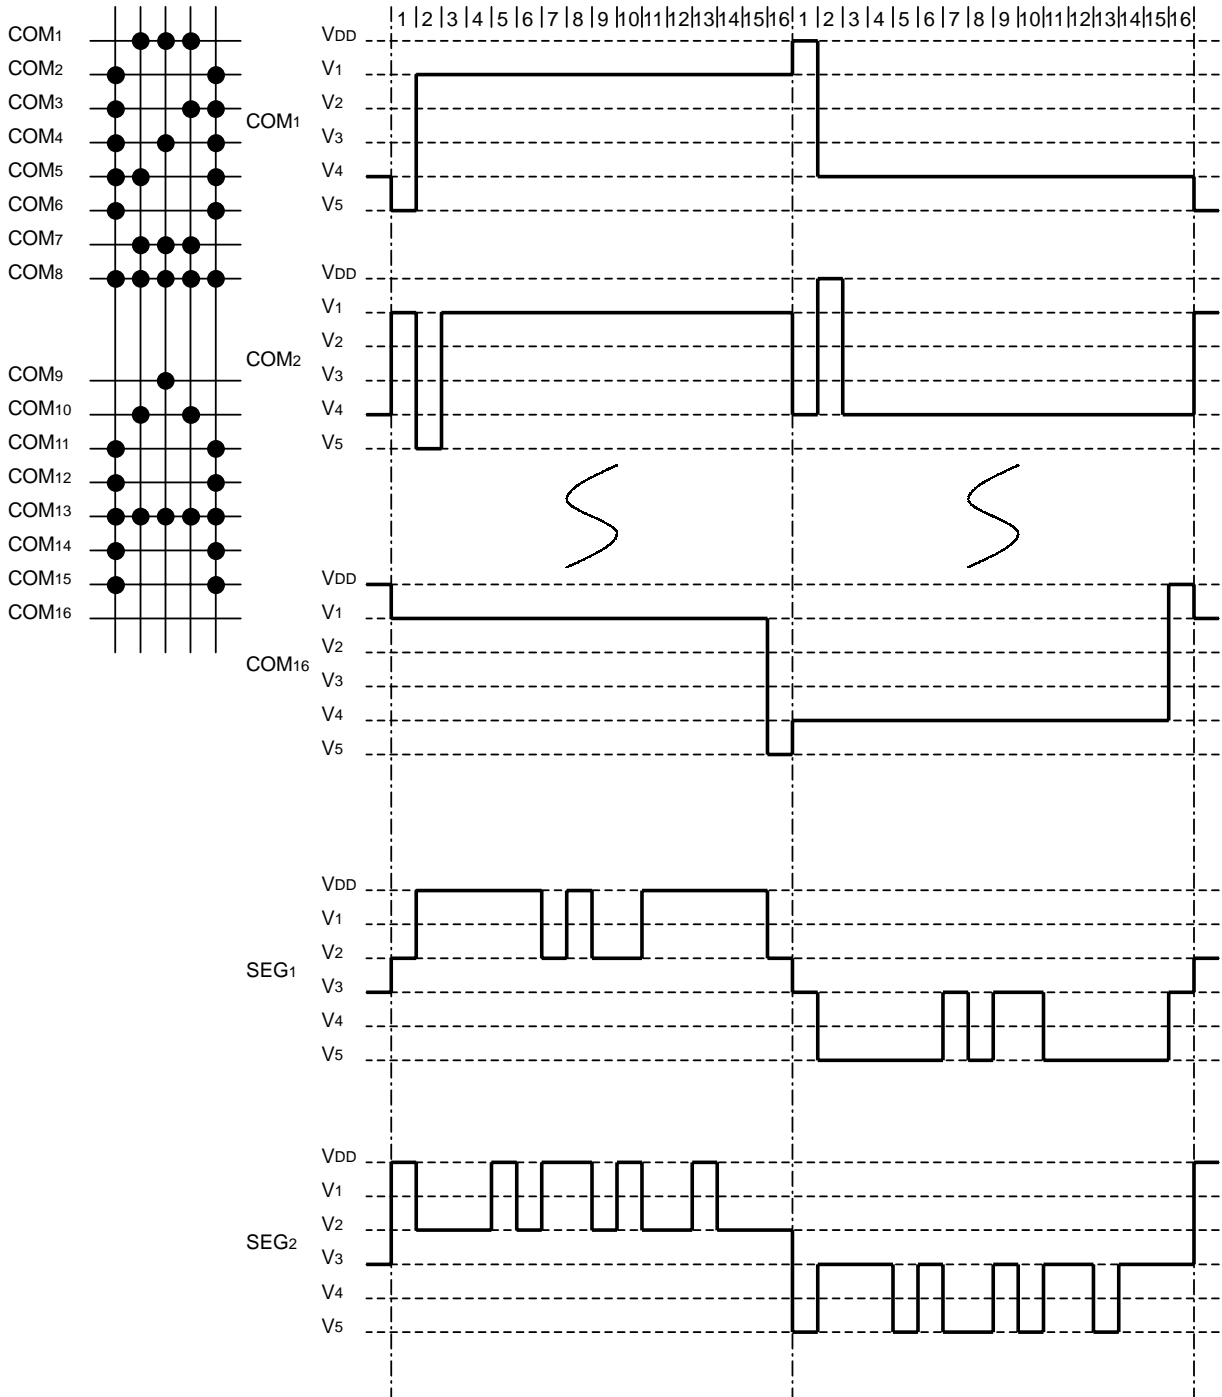 COM1
COM2
COM3
COM4
COM5
COM6
COM7
COM8
COM9
COM10
COM11
COM12
COM13
COM14
COM15
COM16
1 2 3 4 5 6 7 8 9 10 11 12 13 14 15 16 1 2 3 4 5 6 7 8 9 10 11 12 13 14 15 16
COM1
VDD
V1
V2
V3
V4
V5
COM2
VDD
V1
V2
V3
V4
V5
COM16
VDD
V1
V2
V3
V4
V5
SEG1
VDD
V1
V2
V3
V4
V5
SEG2
VDD
V1
V2
V3
V4
V5